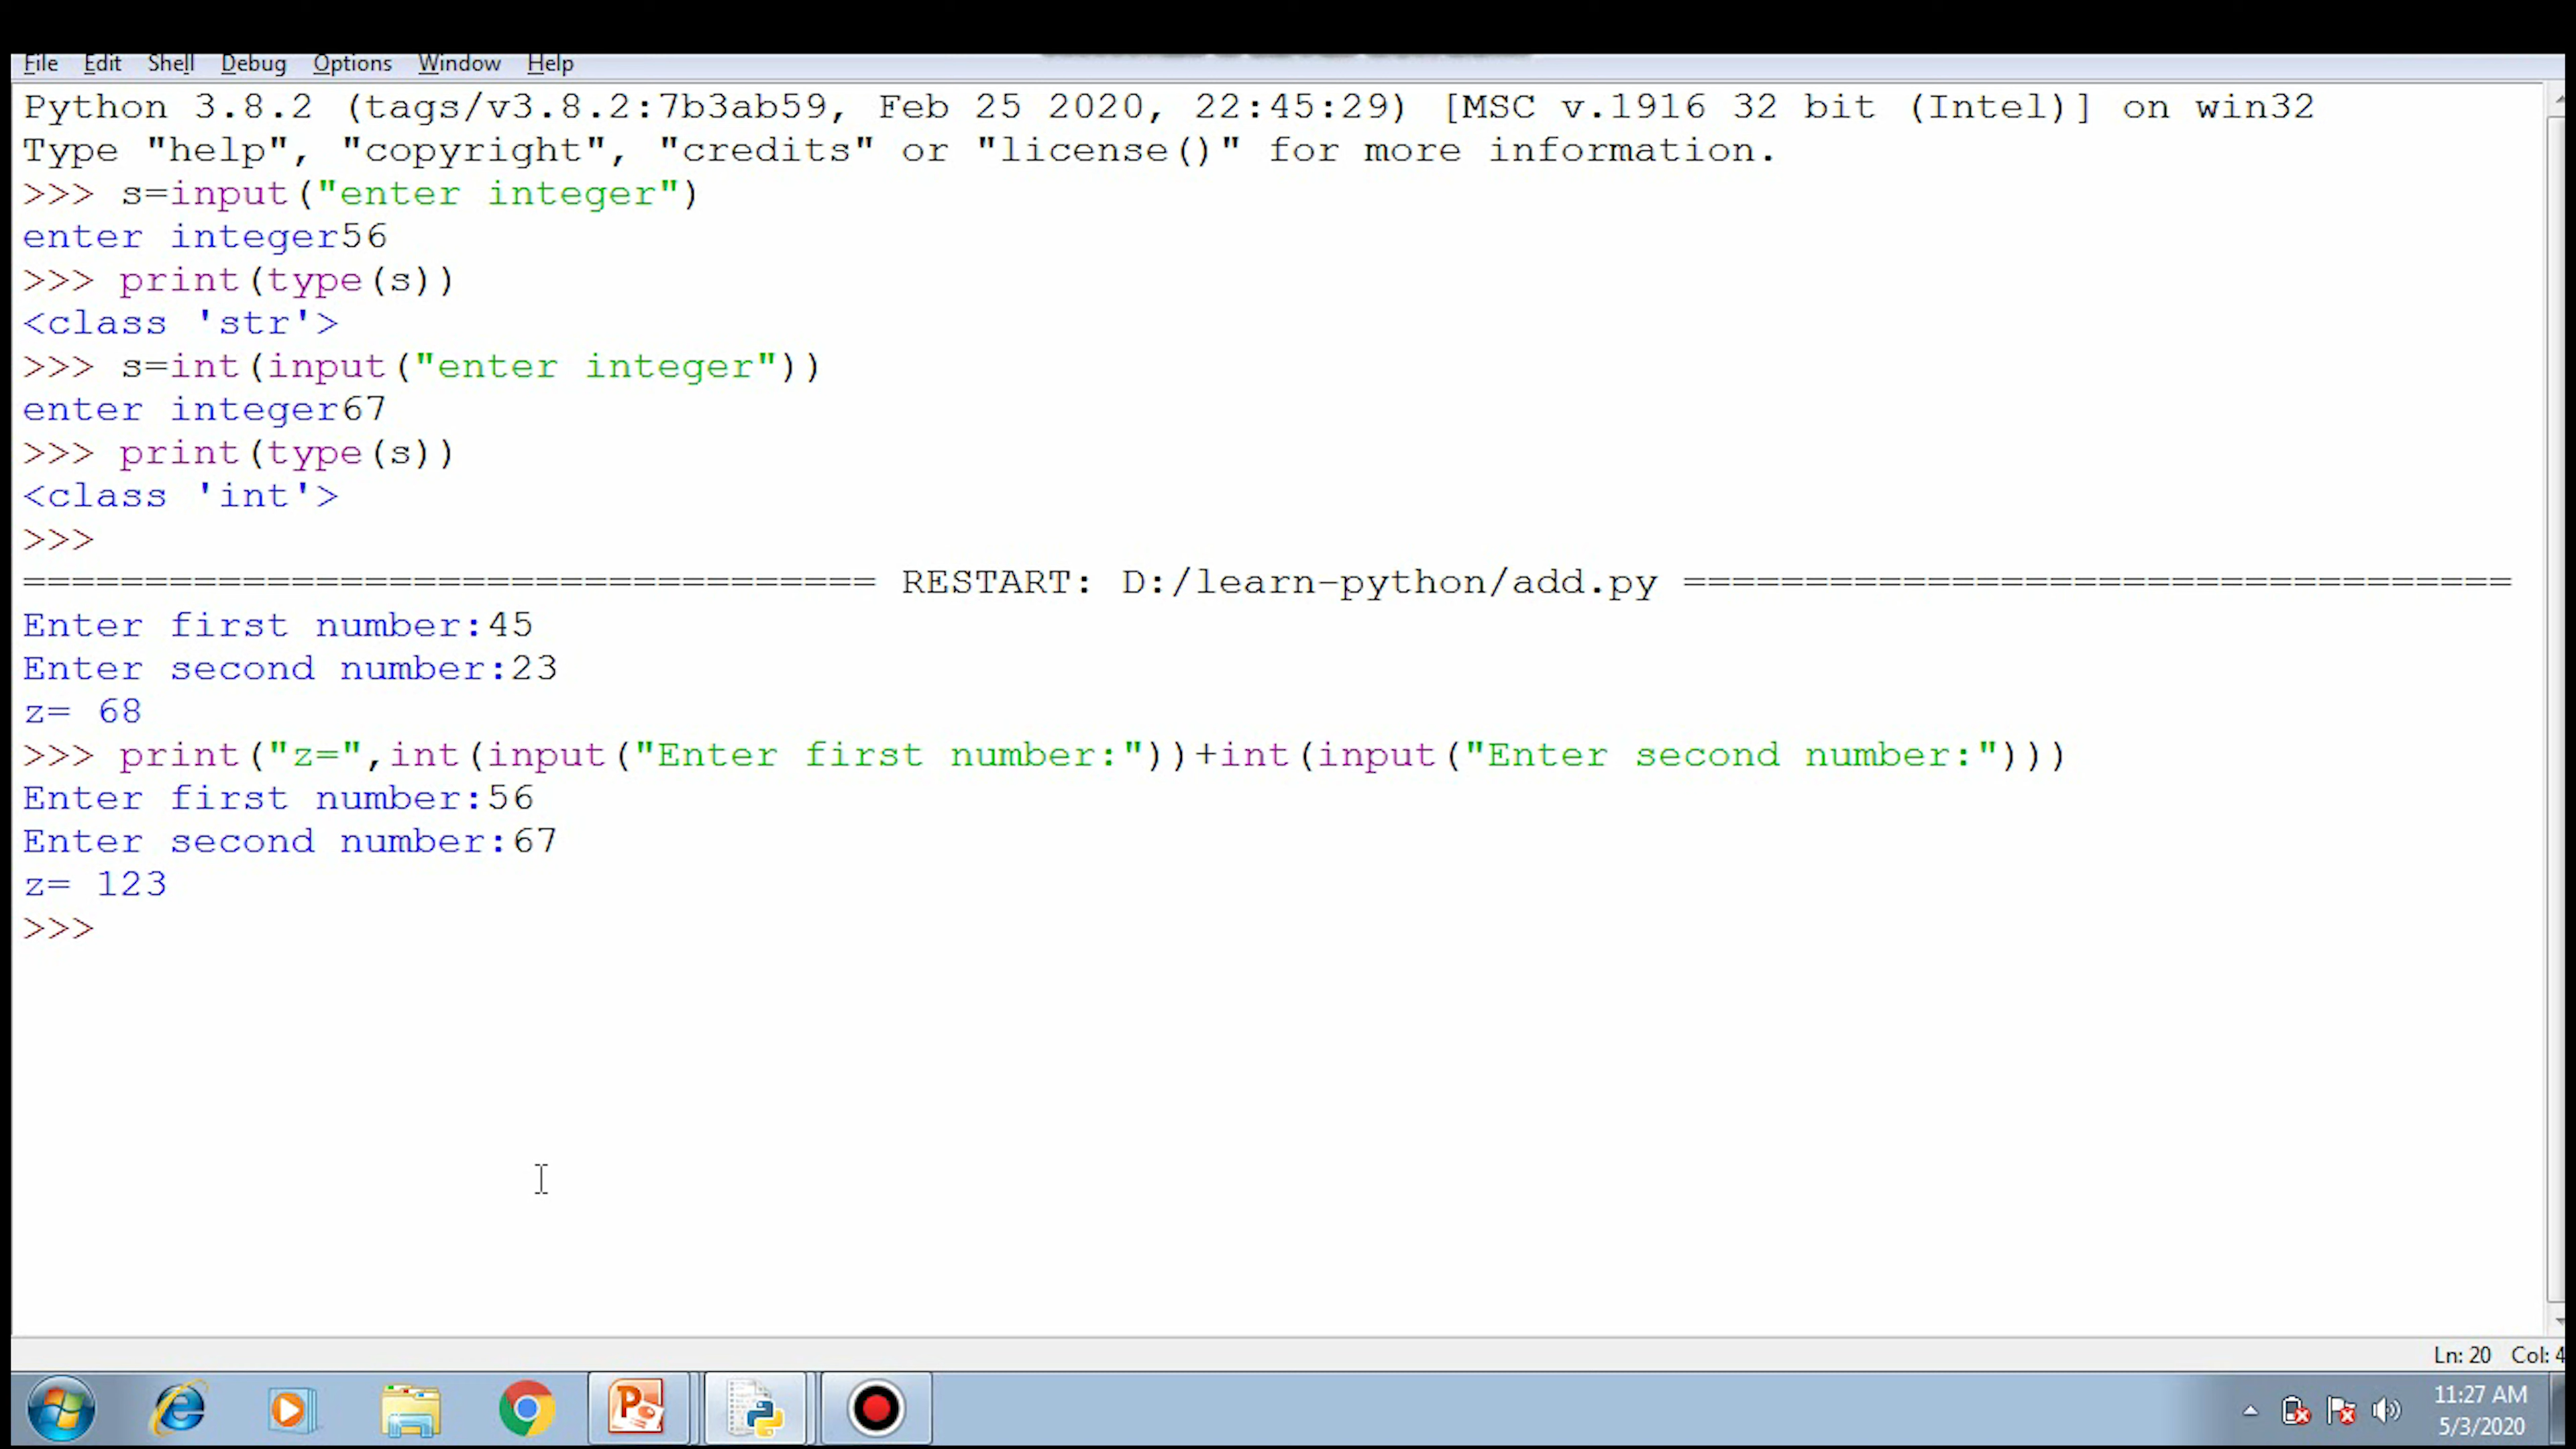 File Edit Shell Debug Options Window Help
Python 3.8.2 (tags/v3.8.2:7b3ab59, Feb 25 2020, 22:45:29) [MSC v.1916 32 bit (Intel)] on win32
Type "help", "copyright", "credits" or "license()" for more information.
>>> s=input("enter integer")
enter integer56
>>> print(type(s))
<class 'str'>
>>> s=int(input("enter integer"))
enter integer67
>>> print(type(s))
<class 'int'>
>>>
=================================== RESTART: D:/learn-python/add.py ==================================
Enter first number:45
Enter second number:23
z= 68
>>> print("z=",int(input("Enter first number:"))+int(input("Enter second number:")))
Enter first number:56
Enter second number:67
z= 123
>>>
Ln: 20 Col: 4
11:27 AM
5/3/2020